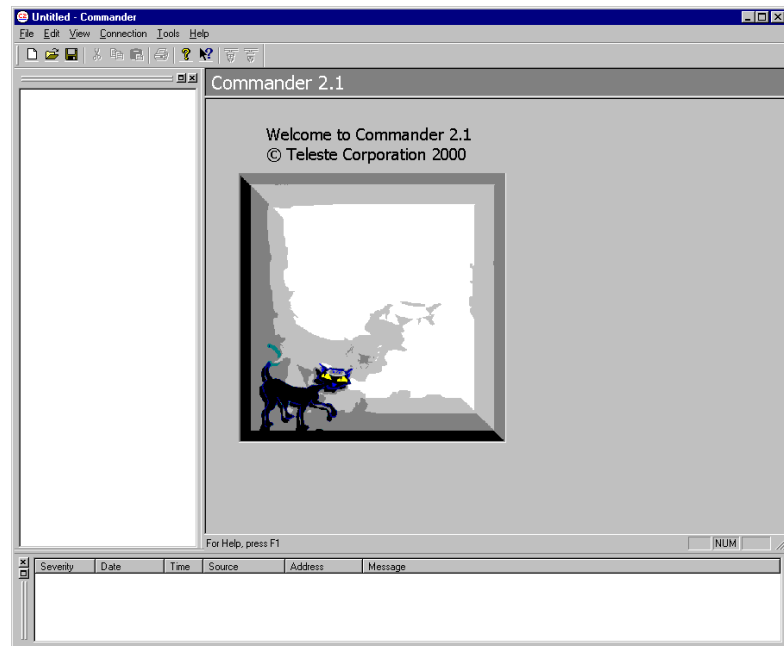 Untitled - Commander
File Edit View Connection Tools Help
Commander 2.1
Welcome to Commander 2.1
© Teleste Corporation 2000
For Help, press F1
NUM
Severity Date Time Source Address Message